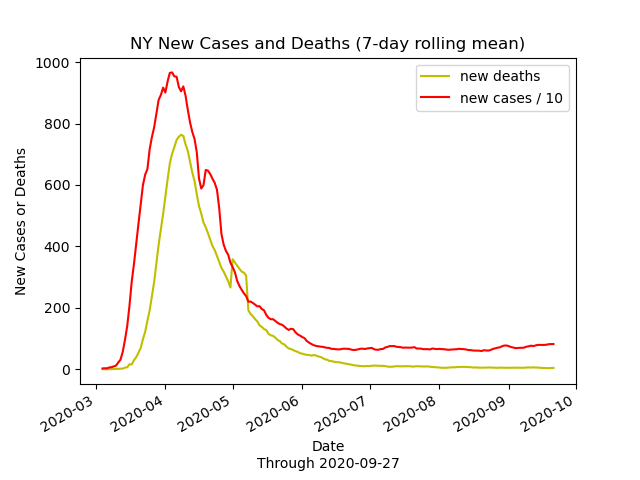 NY New Cases and Deaths (7-day rolling mean)
new deaths
new cases / 10
New Cases or Deaths
1000
800
600
400
200
0
2020-03
2020-04
2020-05
2020-06
2020-07
2020-08
2020-09
2020-10
Date
Through 2020-09-27